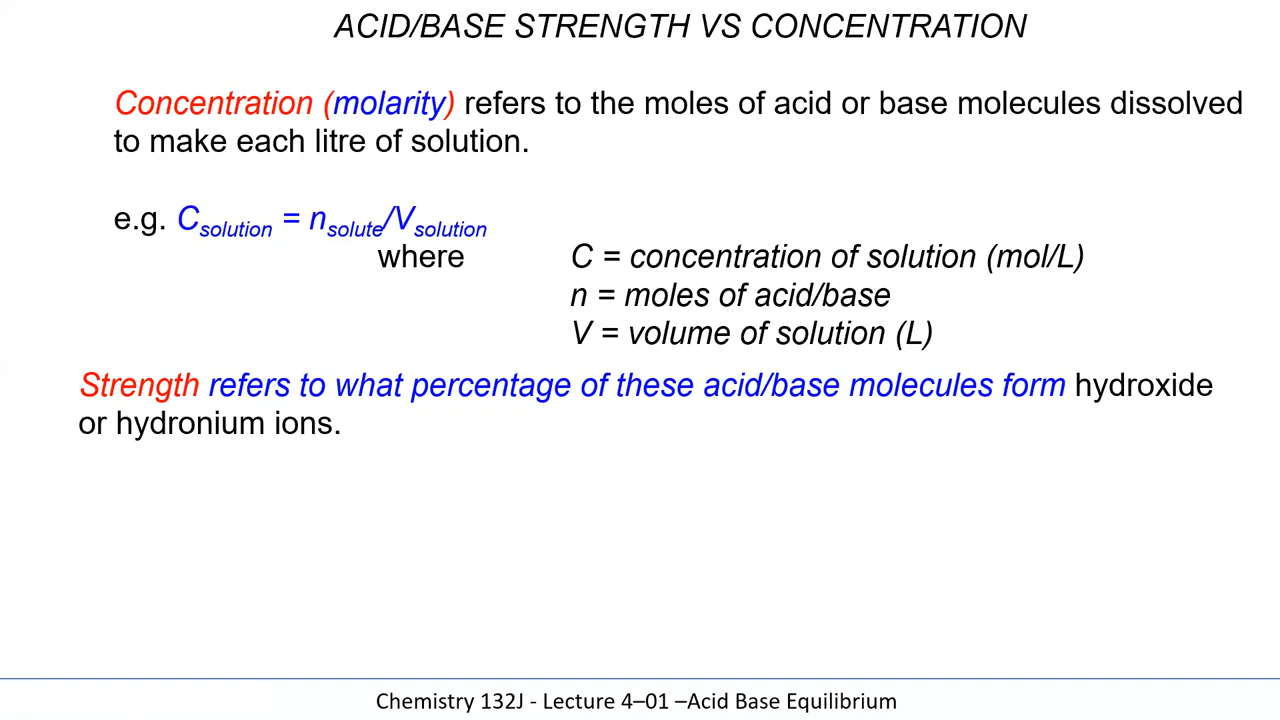 ACID/BASE STRENGTH VS CONCENTRATION
Concentration (molarity) refers to the moles of acid or base molecules dissolved
to make each litre of solution.
e.g. Csolution = nsolute/Vsolution
where C = concentration of solution (mol/L)
n = moles of acid/base
V = volume of solution (L)
Strength refers to what percentage of these acid/base molecules form hydroxide
or hydronium ions.
Chemistry 132J - Lecture 4–01 –Acid Base Equilibrium